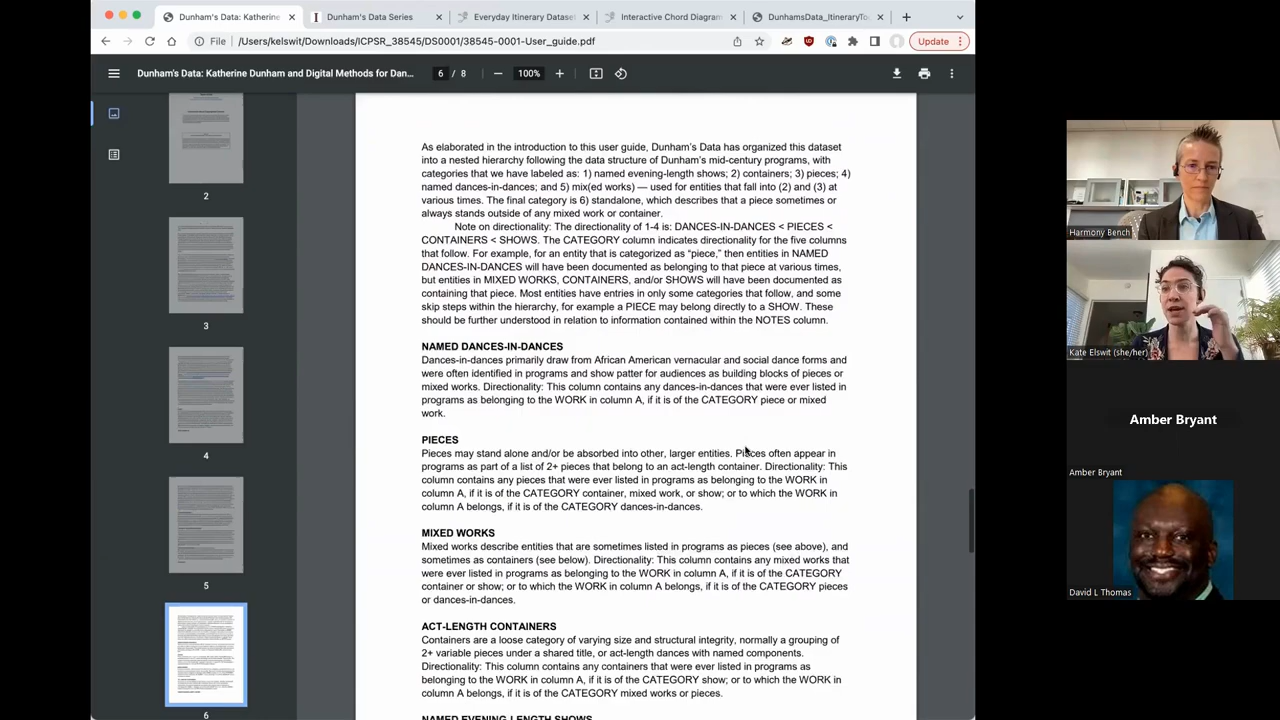 Dunham's Data: Katherine
Dunham's Data Series
Everyday Itinerary Dataset
Interactive Chord Diagram
DunhamsData_ItineraryTo
File
/Users/kelswit/Downloads/ICPSR_38545/DS0001/38545-0001-User_guide.pdf
Update
Dunham's Data: Katherine Dunham and Digital Methods for Dan...
6 / 8
100%
2
3
4
5
6
As elaborated in the introduction to this user guide, Dunham's Data has organized this dataset
into a nested hierarchy following the data structure of Dunham's mid-century programs, with
categories that we have labeled as: 1) named evening-length shows; 2) containers; 3) pieces; 4)
named dances-in-dances; and 5) mix(ed works) — used for entities that fall into (2) and (3) at
various times. The final category is 6) standalone, which describes that a piece sometimes or
always stands outside of any mixed work or container.
Note on directionality: The directionality of 1-4 is: DANCES-IN-DANCES < PIECES <
CONTAINERS < SHOWS. The CATEGORY column indicates directionality for the five columns
that follow. For example, for an entity that is categorized as "piece," then entities in NAMED
DANCES-IN-DANCES will have been documented as belonging to that piece at various times,
but entities in MIXED WORKS, CONTAINERS, and/or SHOWS will have been documented as
containing that piece. Most entities have entries in only some categories that follow, and some
skip steps within the hierarchy, for example a PIECE may belong directly to a SHOW. These
should be further understood in relation to information contained within the NOTES column.
NAMED DANCES-IN-DANCES
Dances-in-dances primarily draw from African American vernacular and social dance forms and
were often identified in programs and show patter for audiences as building blocks of pieces or
mixed works. Directionality: This column contains any dances-in-dances that were ever listed in
programs as belonging to the WORK in column A, if it is of the CATEGORY piece or mixed
work.
PIECES
Pieces may stand alone and/or be absorbed into other, larger entities. Pieces often appear in
programs as part of a list of 2+ pieces that belong to an act-length container. Directionality: This
column contains any pieces that were ever listed in programs as belonging to the WORK in
column A, if it is of the CATEGORY container, mixed work, or show; or to which the WORK in
column A belongs, if it is of the CATEGORY dances-in-dances.
MIXED WORKS
Mixed works describe entities that are sometimes listed in programs as pieces (see above), and
sometimes as containers (see below). Directionality: This column contains any mixed works that
were ever listed in programs as belonging to the WORK in column A, if it is of the CATEGORY
container or show; or to which the WORK in column A belongs, if it is of the CATEGORY pieces
or dances-in-dances.
ACT-LENGTH CONTAINERS
Containers are a loose category of varying size and structural integrity, normally a grouping of
2+ variable pieces under a shared title, or act-length dances with named components.
Directionality: This column contains any containers that were ever listed in programs as
belonging to the WORK in column A, if it is of the CATEGORY show; or to which the WORK in
column A belongs, if it is of the CATEGORY mixed works or pieces.
NAMED EVENING-LENGTH SHOWS
Harmony Bench
Kate Elswit (she/her)
Amber Bryant
Amber Bryant
David L Thomas